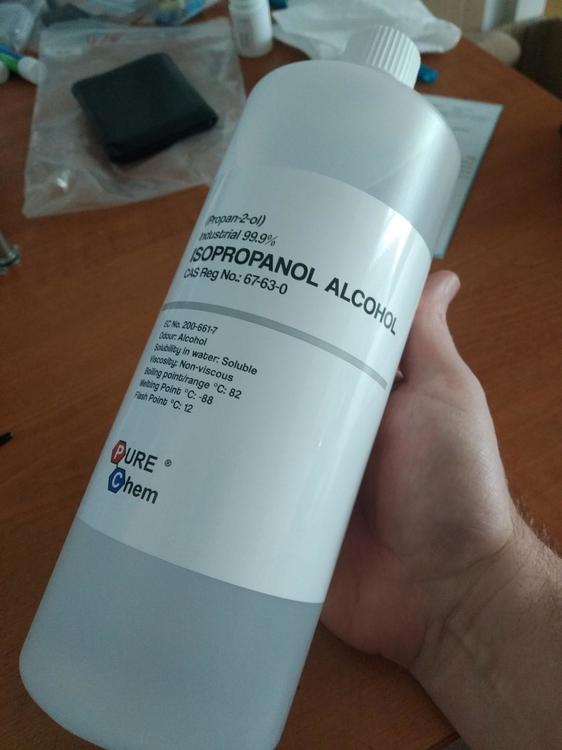 (Propan-2-ol)
Industrial 99.9%
ISOPROPANOL ALCOHOL
CAS Reg No.: 67-63-0
EC No. 200-661-7
Odour: Alcohol
Solubility in water: Soluble
Viscosity: Non-viscous
Boiling point/range °C: 82
Melting Point °C: -88
Flash Point °C: 12
PURE ®
Chem